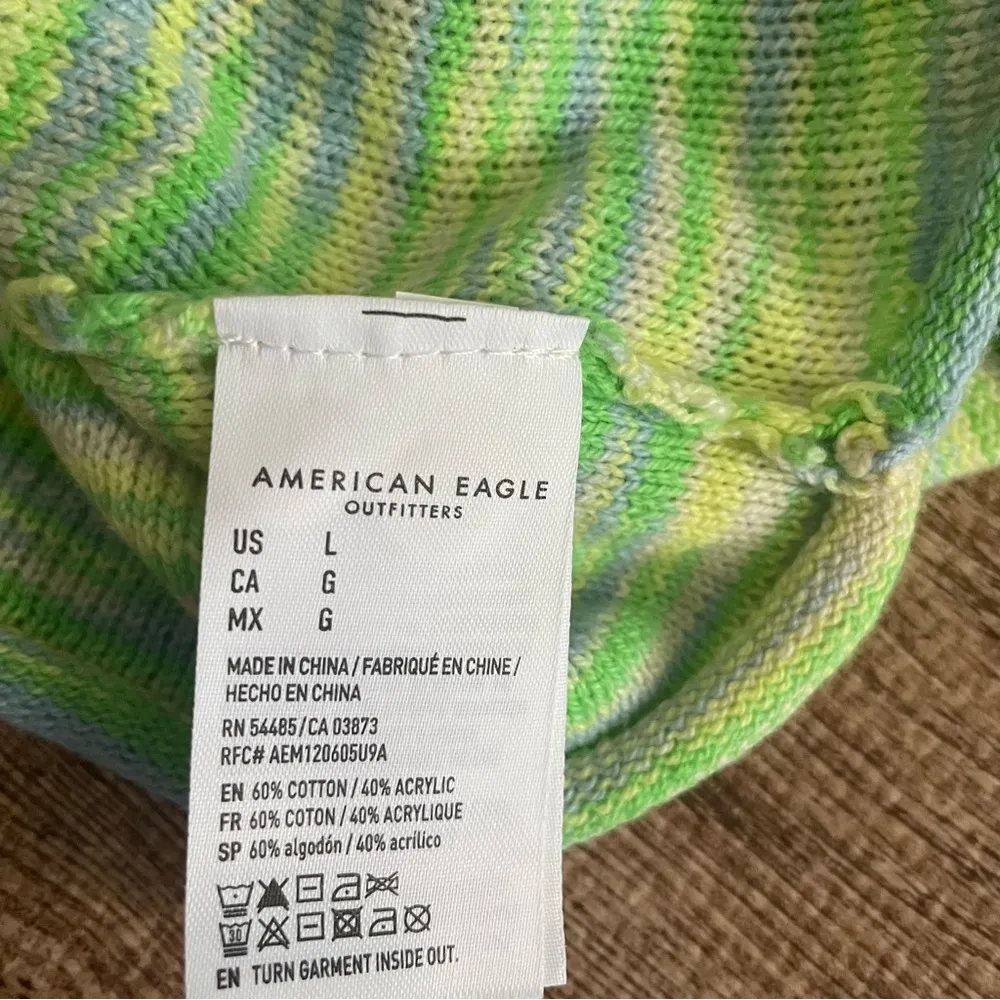 AMERICAN EAGLE
OUTFITTERS
US L
CA G
MX G
MADE IN CHINA / FABRIQUÉ EN CHINE /
HECHO EN CHINA
RN 54485/CA 03873
RFC# AEM120605U9A
EN 60% COTTON / 40% ACRYLIC
FR 60% COTON / 40% ACRYLIQUE
SP 60% algodón / 40% acrílico
30
EN TURN GARMENT INSIDE OUT.